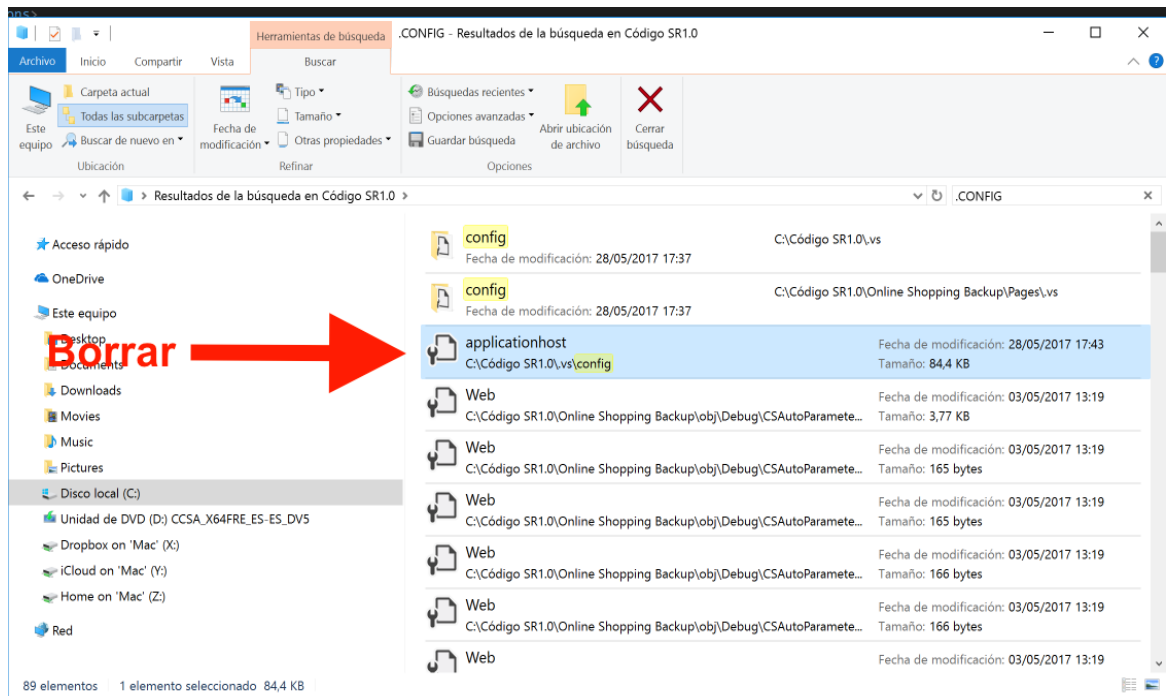 ons>
Herramientas de búsqueda
.CONFIG - Resultados de la búsqueda en Código SR1.0
Archivo
Inicio
Compartir
Vista
Buscar
Este equipo
Carpeta actual
Todas las subcarpetas
Buscar de nuevo en
Ubicación
Fecha de modificación
Tipo
Tamaño
Otras propiedades
Refinar
Búsquedas recientes
Opciones avanzadas
Guardar búsqueda
Abrir ubicación de archivo
Opciones
Cerrar búsqueda
Resultados de la búsqueda en Código SR1.0
.CONFIG
Acceso rápido
OneDrive
Este equipo
Desktop
Documents
Borrar
Downloads
Movies
Music
Pictures
Disco local (C:)
Unidad de DVD (D:) CCSA_X64FRE_ES-ES_DV5
Dropbox on 'Mac' (X:)
iCloud on 'Mac' (Y:)
Home on 'Mac' (Z:)
Red
config
C:\Código SR1.0\.vs
Fecha de modificación: 28/05/2017 17:37
config
C:\Código SR1.0\Online Shopping Backup\Pages\.vs
Fecha de modificación: 28/05/2017 17:37
applicationhost
Fecha de modificación: 28/05/2017 17:43
C:\Código SR1.0\.vs\config
Tamaño: 84,4 KB
Web
Fecha de modificación: 03/05/2017 13:19
C:\Código SR1.0\Online Shopping Backup\obj\Debug\CSAutoParamete...
Tamaño: 3,77 KB
Web
Fecha de modificación: 03/05/2017 13:19
C:\Código SR1.0\Online Shopping Backup\obj\Debug\CSAutoParamete...
Tamaño: 165 bytes
Web
Fecha de modificación: 03/05/2017 13:19
C:\Código SR1.0\Online Shopping Backup\obj\Debug\CSAutoParamete...
Tamaño: 165 bytes
Web
Fecha de modificación: 03/05/2017 13:19
C:\Código SR1.0\Online Shopping Backup\obj\Debug\CSAutoParamete...
Tamaño: 166 bytes
Web
Fecha de modificación: 03/05/2017 13:19
C:\Código SR1.0\Online Shopping Backup\obj\Debug\CSAutoParamete...
Tamaño: 166 bytes
Web
Fecha de modificación: 03/05/2017 13:19
89 elementos
1 elemento seleccionado 84,4 KB